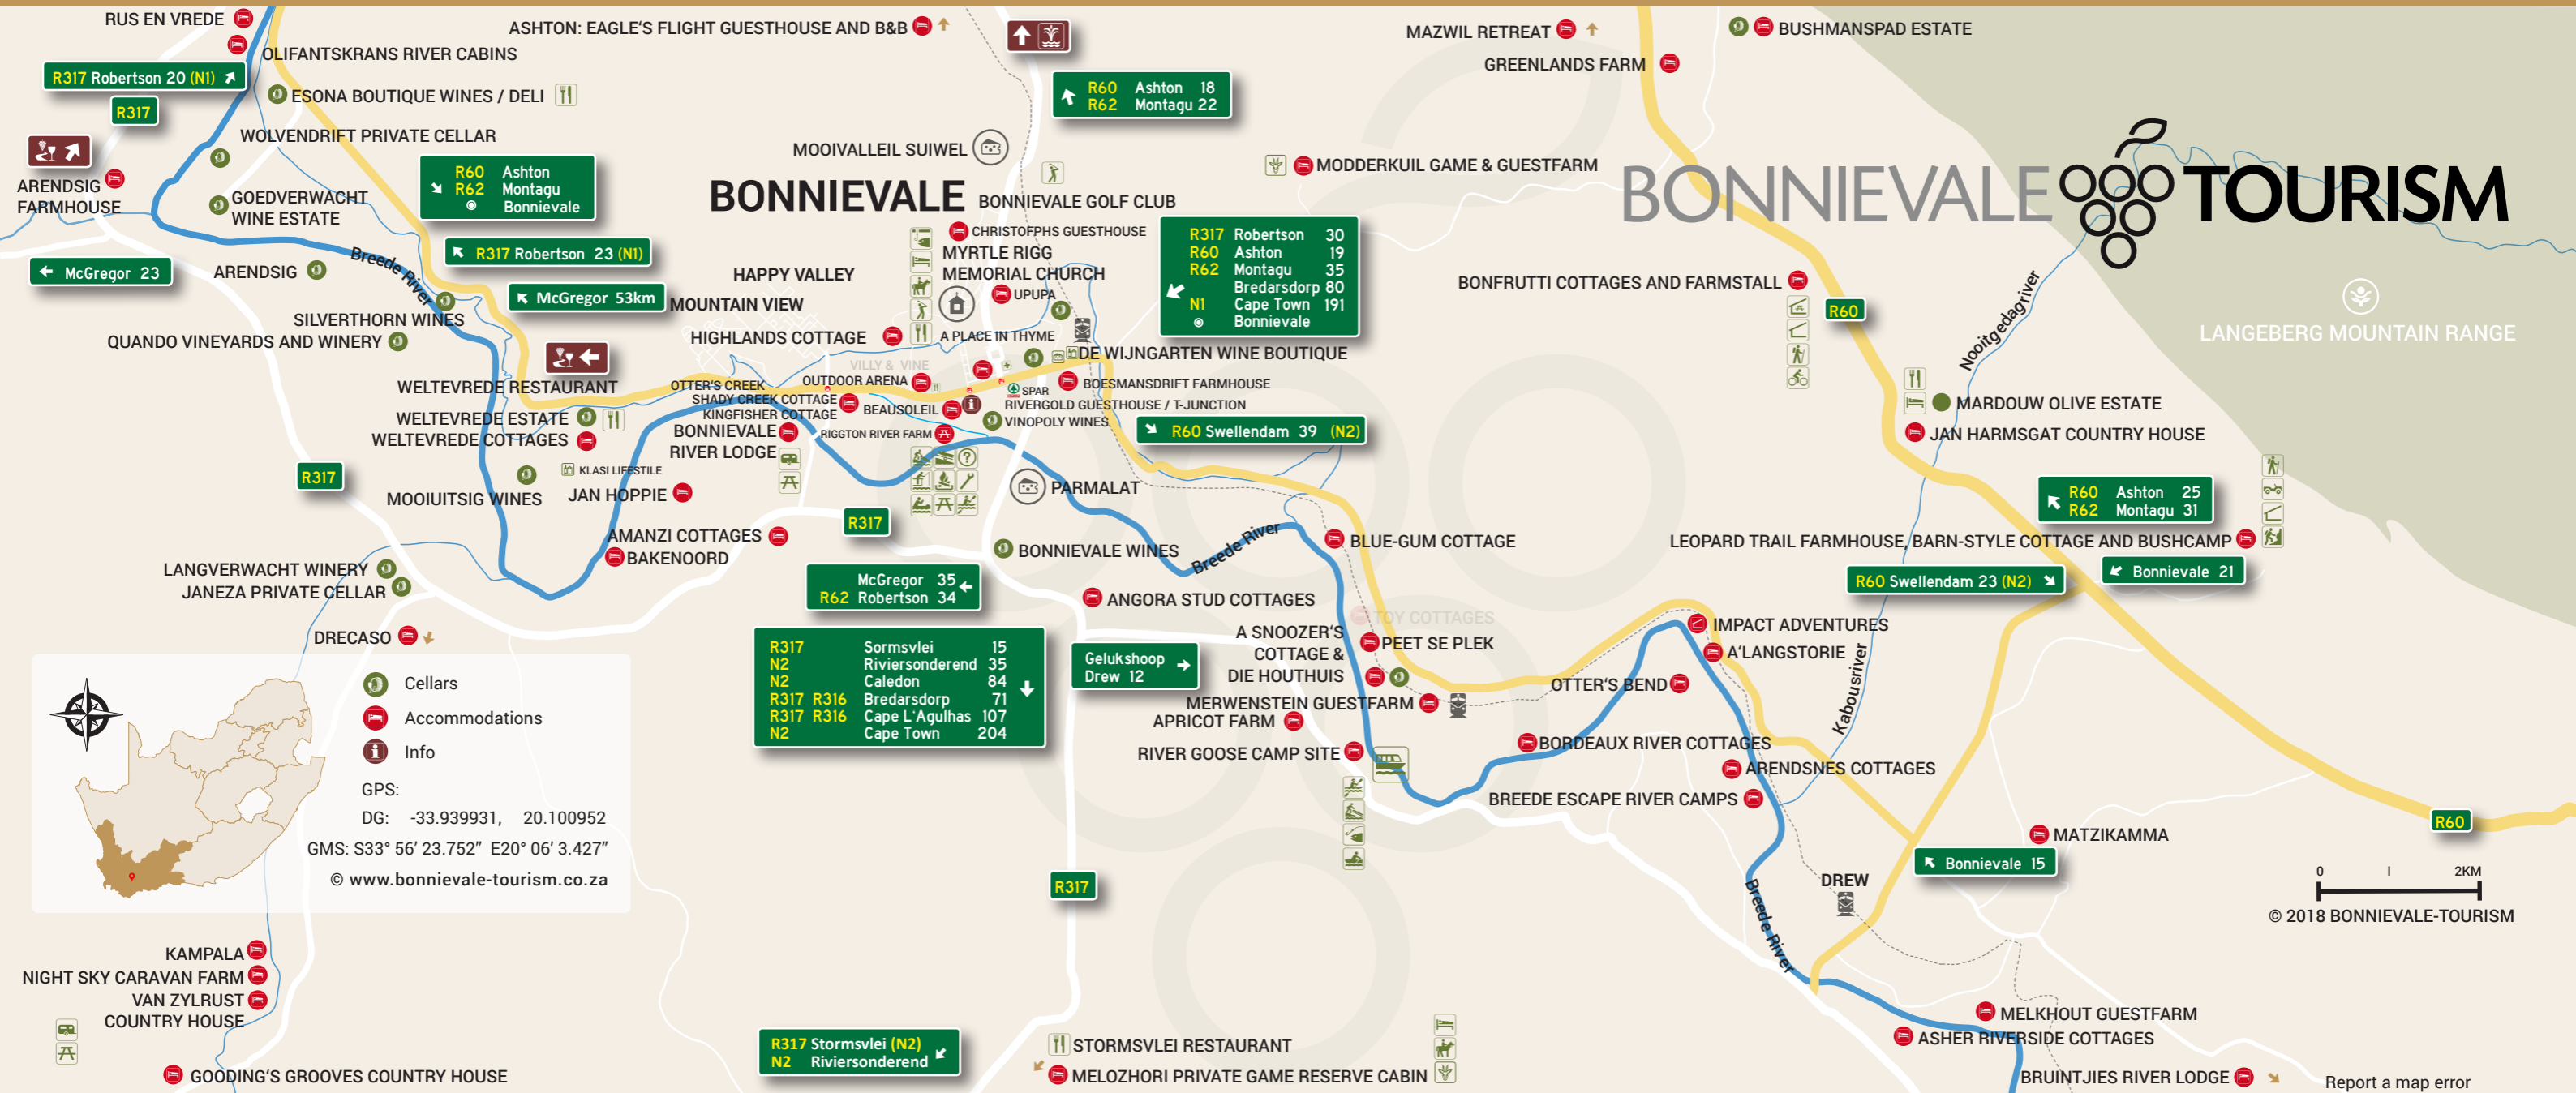 RUS EN VREDE
OLIFANTSKRANS RIVER CABINS
R317 Robertson 20 (N1)
R317
ESONA BOUTIQUE WINES / DELI
WOLVENDRIFT PRIVATE CELLAR
ARENDSIG
FARMHOUSE
GOEDVERWACHT
WINE ESTATE
McGregor 23
ARENDSIG
Breede River
R60 Ashton
R62 Montagu
Bonnievale
R317 Robertson 23 (N1)
McGregor 53km
SILVERTHORN WINES
QUANDO VINEYARDS AND WINERY
ASHTON: EAGLE'S FLIGHT GUESTHOUSE AND B&B
R60 Ashton 18
R62 Montagu 22
MOOIVALLEIL SUIWEL
BONNIEVALE
BONNIEVALE GOLF CLUB
CHRISTOFPHS GUESTHOUSE
MYRTLE RIGG
MEMORIAL CHURCH
UPUPA
HAPPY VALLEY
MOUNTAIN VIEW
HIGHLANDS COTTAGE
A PLACE IN THYME
R317 Robertson 30
R60 Ashton 19
R62 Montagu 35
Bredarsdorp 80
N1 Cape Town 191
Bonnievale
DE WIJNGARTEN WINE BOUTIQUE
VILLY & VINE
OUTDOOR ARENA
BOESMANSDRIFT FARMHOUSE
SPAR
OTTER'S CREEK
SHADY CREEK COTTAGE
KINGFISHER COTTAGE
BEAUSOLEIL
RIVERGOLD GUESTHOUSE / T-JUNCTION
VINOPOLY WINES
BONNIEVALE
RIVER LODGE
RIGGTON RIVER FARM
R60 Swellendam 39 (N2)
WELTEVREDE RESTAURANT
WELTEVREDE ESTATE
WELTEVREDE COTTAGES
KLASI LIFESTILE
MOOIUITSIG WINES
JAN HOPPIE
R317
PARMALAT
R317
AMANZI COTTAGES
BAKENOORD
BONNIEVALE WINES
Breede River
LANGVERWACHT WINERY
JANEZA PRIVATE CELLAR
DRECASO
McGregor 35
R62 Robertson 34
R317 Sormsvlei 15
N2 Riviersonderend 35
N2 Caledon 84
R317 R316 Bredarsdorp 71
R317 R316 Cape L'Agulhas 107
N2 Cape Town 204
Gelukshoop
Drew 12
ANGORA STUD COTTAGES
BLUE-GUM COTTAGE
TOY COTTAGES
A SNOOZER'S
COTTAGE &
DIE HOUTHUIS
PEET SE PLEK
MERWENSTEIN GUESTFARM
APRICOT FARM
RIVER GOOSE CAMP SITE
R317
MAZWIL RETREAT
GREENLANDS FARM
BUSHMANSPAD ESTATE
MODDERKUIL GAME & GUESTFARM
BONNIEVALE TOURISM
BONFRUTTI COTTAGES AND FARMSTALL
R60
Nooitgedagriver
LANGEBERG MOUNTAIN RANGE
MARDOUW OLIVE ESTATE
JAN HARMSGAT COUNTRY HOUSE
R60 Ashton 25
R62 Montagu 31
LEOPARD TRAIL FARMHOUSE, BARN-STYLE COTTAGE AND BUSHCAMP
Bonnievale 21
R60 Swellendam 23 (N2)
IMPACT ADVENTURES
A'LANGSTORIE
Kabousriver
OTTER'S BEND
BORDEAUX RIVER COTTAGES
ARENDSNES COTTAGES
BREEDE ESCAPE RIVER CAMPS
R60
MATZIKAMMA
Bonnievale 15
DREW
Breede River
0 I 2KM
© 2018 BONNIEVALE-TOURISM
Cellars
Accommodations
Info
GPS:
DG: -33.939931, 20.100952
GMS: S33° 56' 23.752" E20° 06' 3.427"
© www.bonnievale-tourism.co.za
KAMPALA
NIGHT SKY CARAVAN FARM
VAN ZYLRUST
COUNTRY HOUSE
GOODING'S GROOVES COUNTRY HOUSE
R317 Stormsvlei (N2)
N2 Riviersonderend
STORMSVLEI RESTAURANT
MELOZHORI PRIVATE GAME RESERVE CABIN
MELKHOUT GUESTFARM
ASHER RIVERSIDE COTTAGES
BRUINTJIES RIVER LODGE
Report a map error